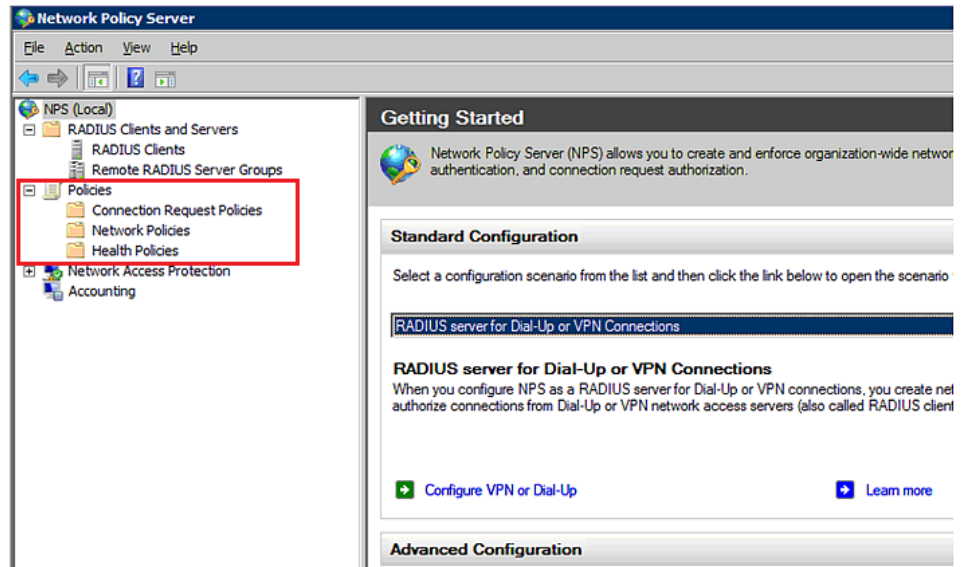 Network Policy Server
File Action View Help
NPS (Local)
RADIUS Clients and Servers
RADIUS Clients
Remote RADIUS Server Groups
Policies
Connection Request Policies
Network Policies
Health Policies
Network Access Protection
Accounting
Getting Started
Network Policy Server (NPS) allows you to create and enforce organization-wide networ
authentication, and connection request authorization.
Standard Configuration
Select a configuration scenario from the list and then click the link below to open the scenario
RADIUS server for Dial-Up or VPN Connections
RADIUS server for Dial-Up or VPN Connections
When you configure NPS as a RADIUS server for Dial-Up or VPN connections, you create net
authorize connections from Dial-Up or VPN network access servers (also called RADIUS client
Configure VPN or Dial-Up Learn more
Advanced Configuration